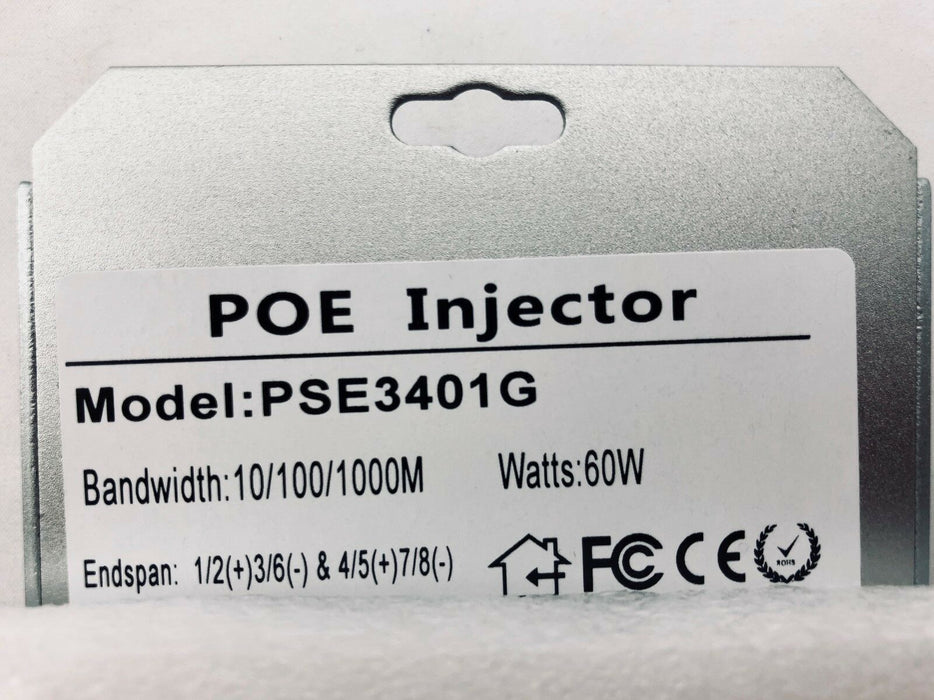 POE Injector
Model:PSE3401G
Bandwidth:10/100/1000M Watts:60W
Endspan: 1/2(+)3/6(-) & 4/5(+)7/8(-) FC CE ROHS